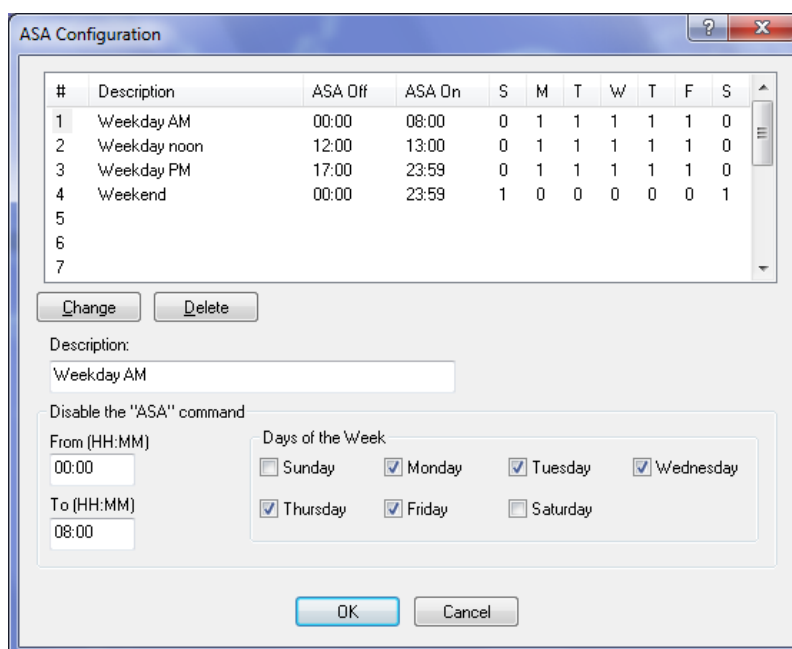 ASA Configuration
# Description ASA Off ASA On S M T W T F S
1 Weekday AM 00:00 08:00 0 1 1 1 1 1 0
2 Weekday noon 12:00 13:00 0 1 1 1 1 1 0
3 Weekday PM 17:00 23:59 0 1 1 1 1 1 0
4 Weekend 00:00 23:59 1 0 0 0 0 0 1
5
6
7
Change Delete
Description:
Weekday AM
Disable the "ASA" command
From (HH:MM) Days of the Week
00:00 Sunday Monday Tuesday Wednesday
To (HH:MM)
Thursday Friday Saturday
08:00
OK Cancel